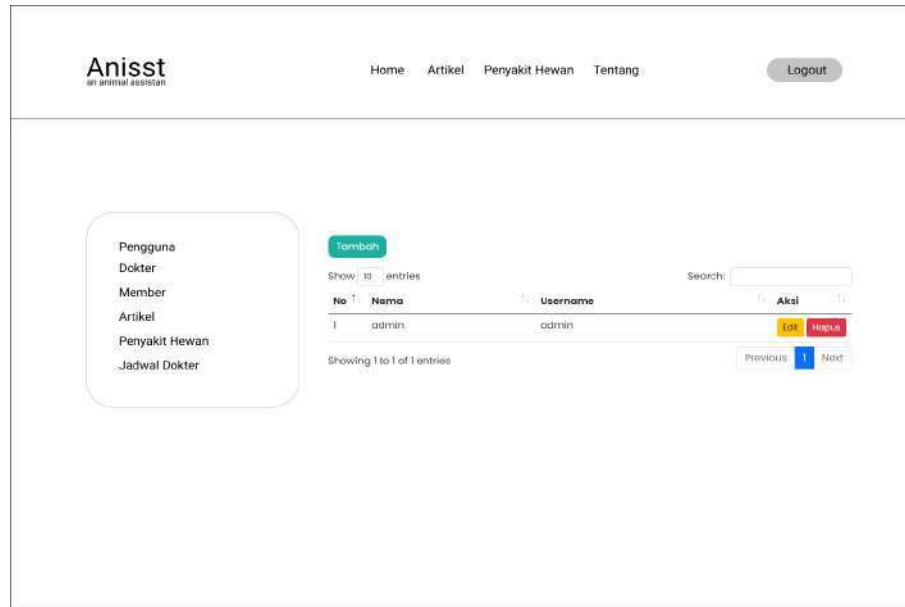 Anisst
an animal assistan
Home Artikel Penyakit Hewan Tentang
Logout
Pengguna
Dokter
Member
Artikel
Penyakit Hewan
Jadwal Dokter
Tambah
Show 10 entries
Search:
No Nama Username Aksi
1 admin admin Edit Hapus
Showing 1 to 1 of 1 entries
Previous 1 Next